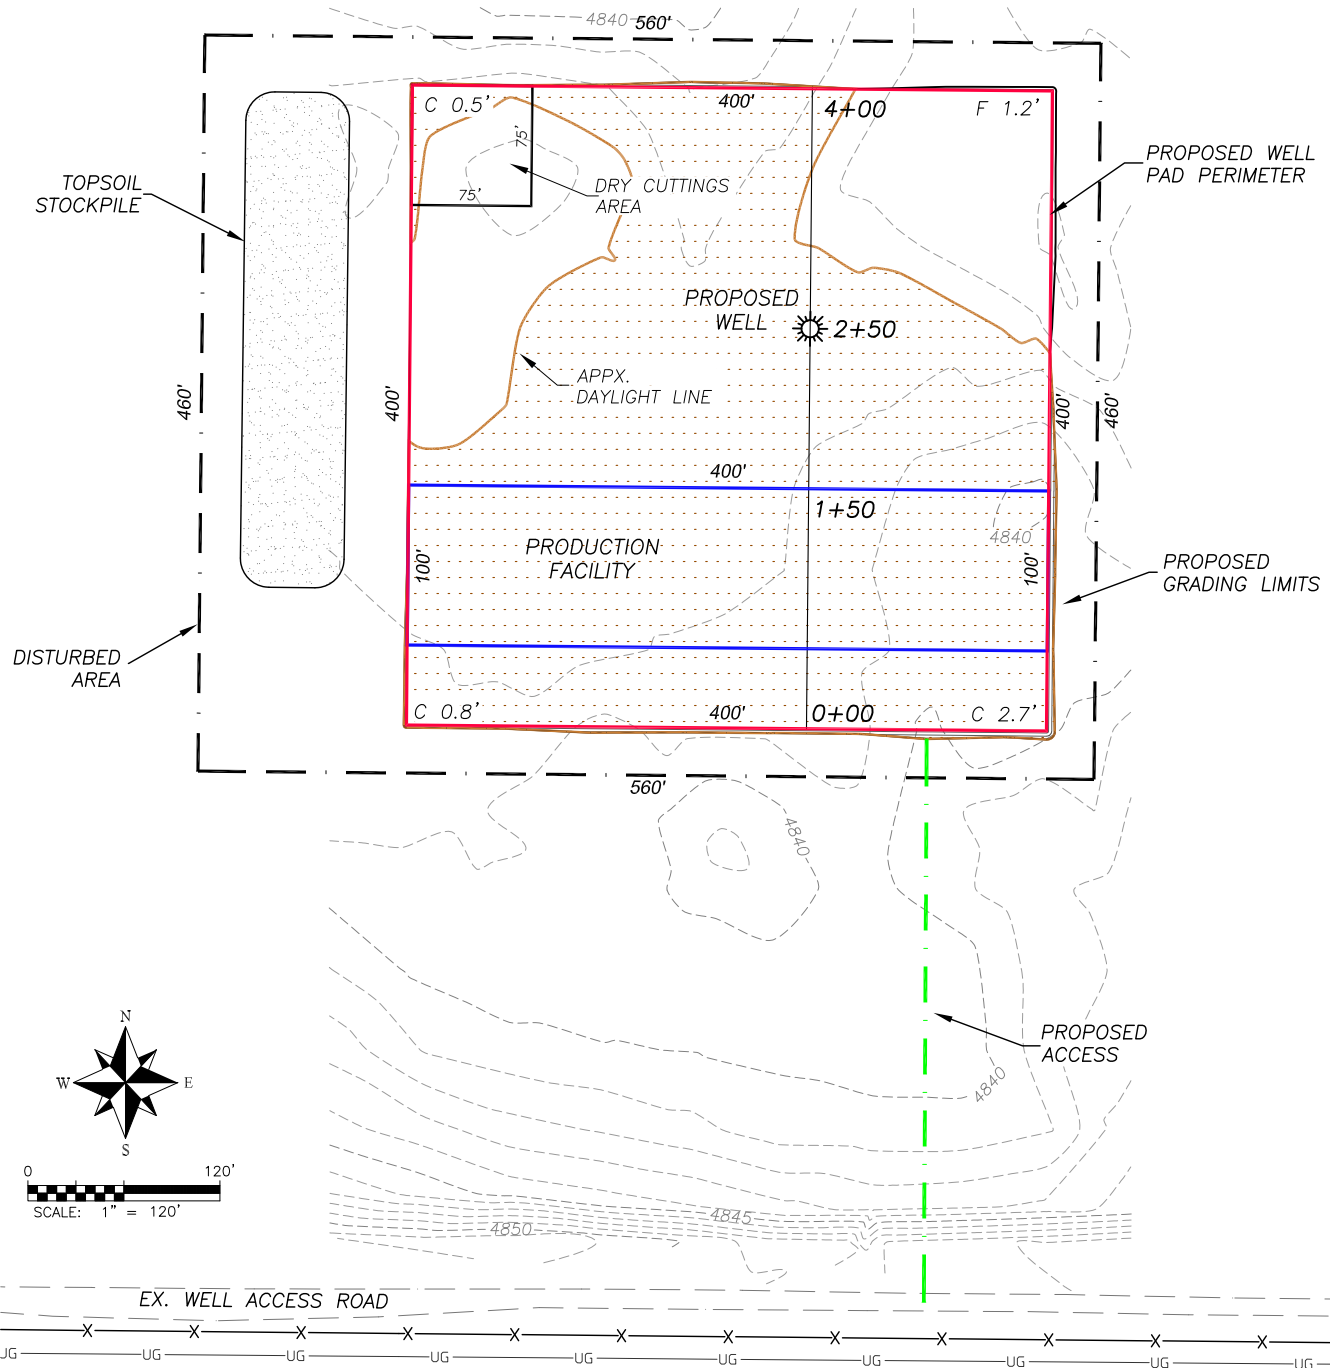 4840
560'
C 0.5'
400'
4+00
F 1.2'
75'
75'
DRY CUTTINGS
AREA
PROPOSED WELL
PAD PERIMETER
TOPSOIL
STOCKPILE
PROPOSED
WELL
2+50
APPX.
DAYLIGHT LINE
460'
400'
400'
460'
400'
1+50
4840
PRODUCTION
FACILITY
100'
100'
PROPOSED
GRADING LIMITS
DISTURBED
AREA
C 0.8'
400'
0+00
C 2.7'
560'
4840
N
W
E
S
PROPOSED
ACCESS
4840
0
120'
SCALE: 1" = 120'
4850
4845
EX. WELL ACCESS ROAD
X X X X X X X X X X X X
UG UG UG UG UG UG UG UG UG UG